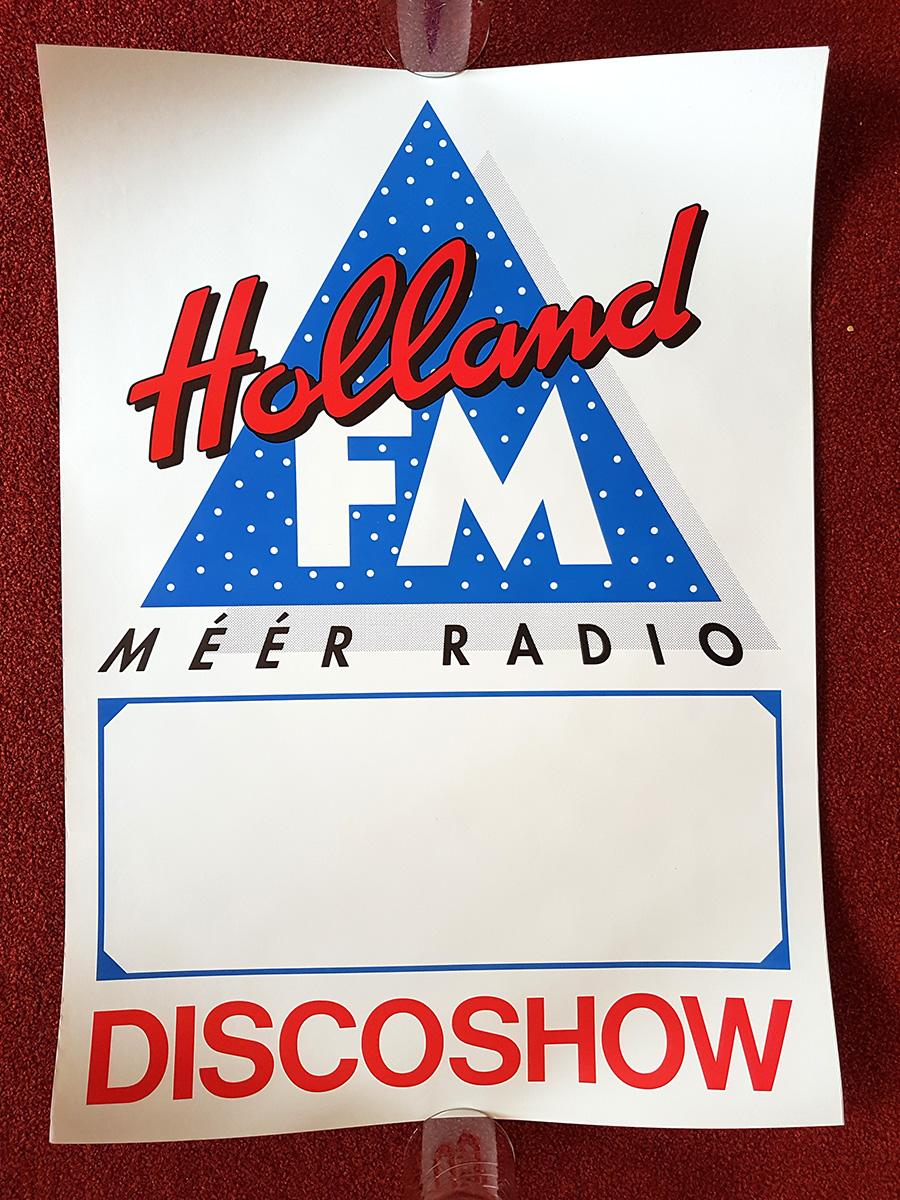 Holland
FM
MÉÉR RADIO
DISCOSHOW